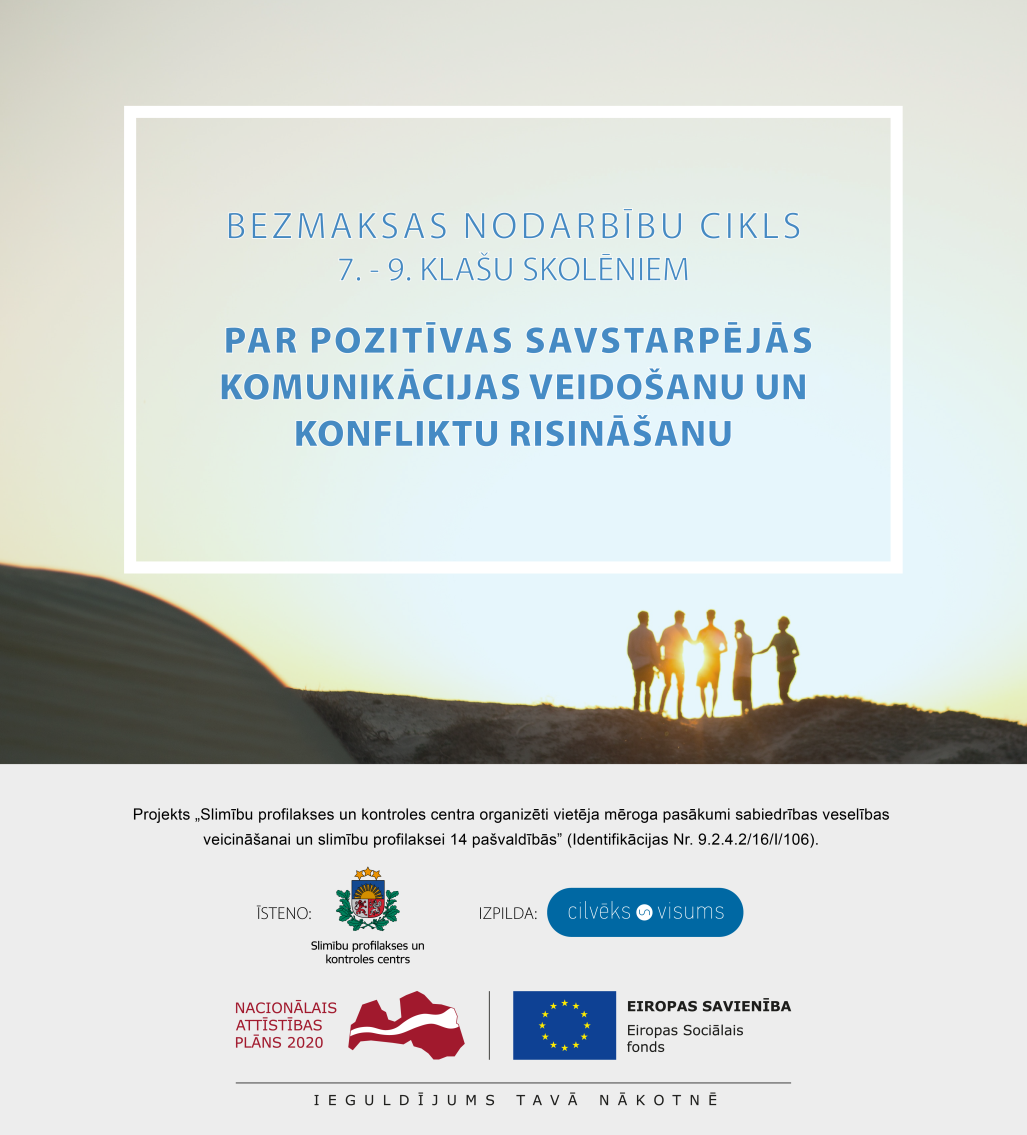 BEZMAKSAS NODARBĪBU CIKLS
7. - 9. KLAŠU SKOLĒNIEM
PAR POZITĪVAS SAVSTARPĒJĀS
KOMUNIKĀCIJAS VEIDOŠANU UN
KONFLIKTU RISINĀŠANU
Projekts „Slimību profilakses un kontroles centra organizēti vietēja mēroga pasākumi sabiedrības veselības
veicināšanai un slimību profilaksei 14 pašvaldībās” (Identifikācijas Nr. 9.2.4.2/16/I/106).
ĪSTENO:
Slimību profilakses un
kontroles centrs
IZPILDA:
cilvēks visums
NACIONĀLAIS
ATTĪSTĪBAS
PLĀNS 2020
EIROPAS SAVIENĪBA
Eiropas Sociālais
fonds
IEGULDĪJUMS TAVĀ NĀKOTNĒ